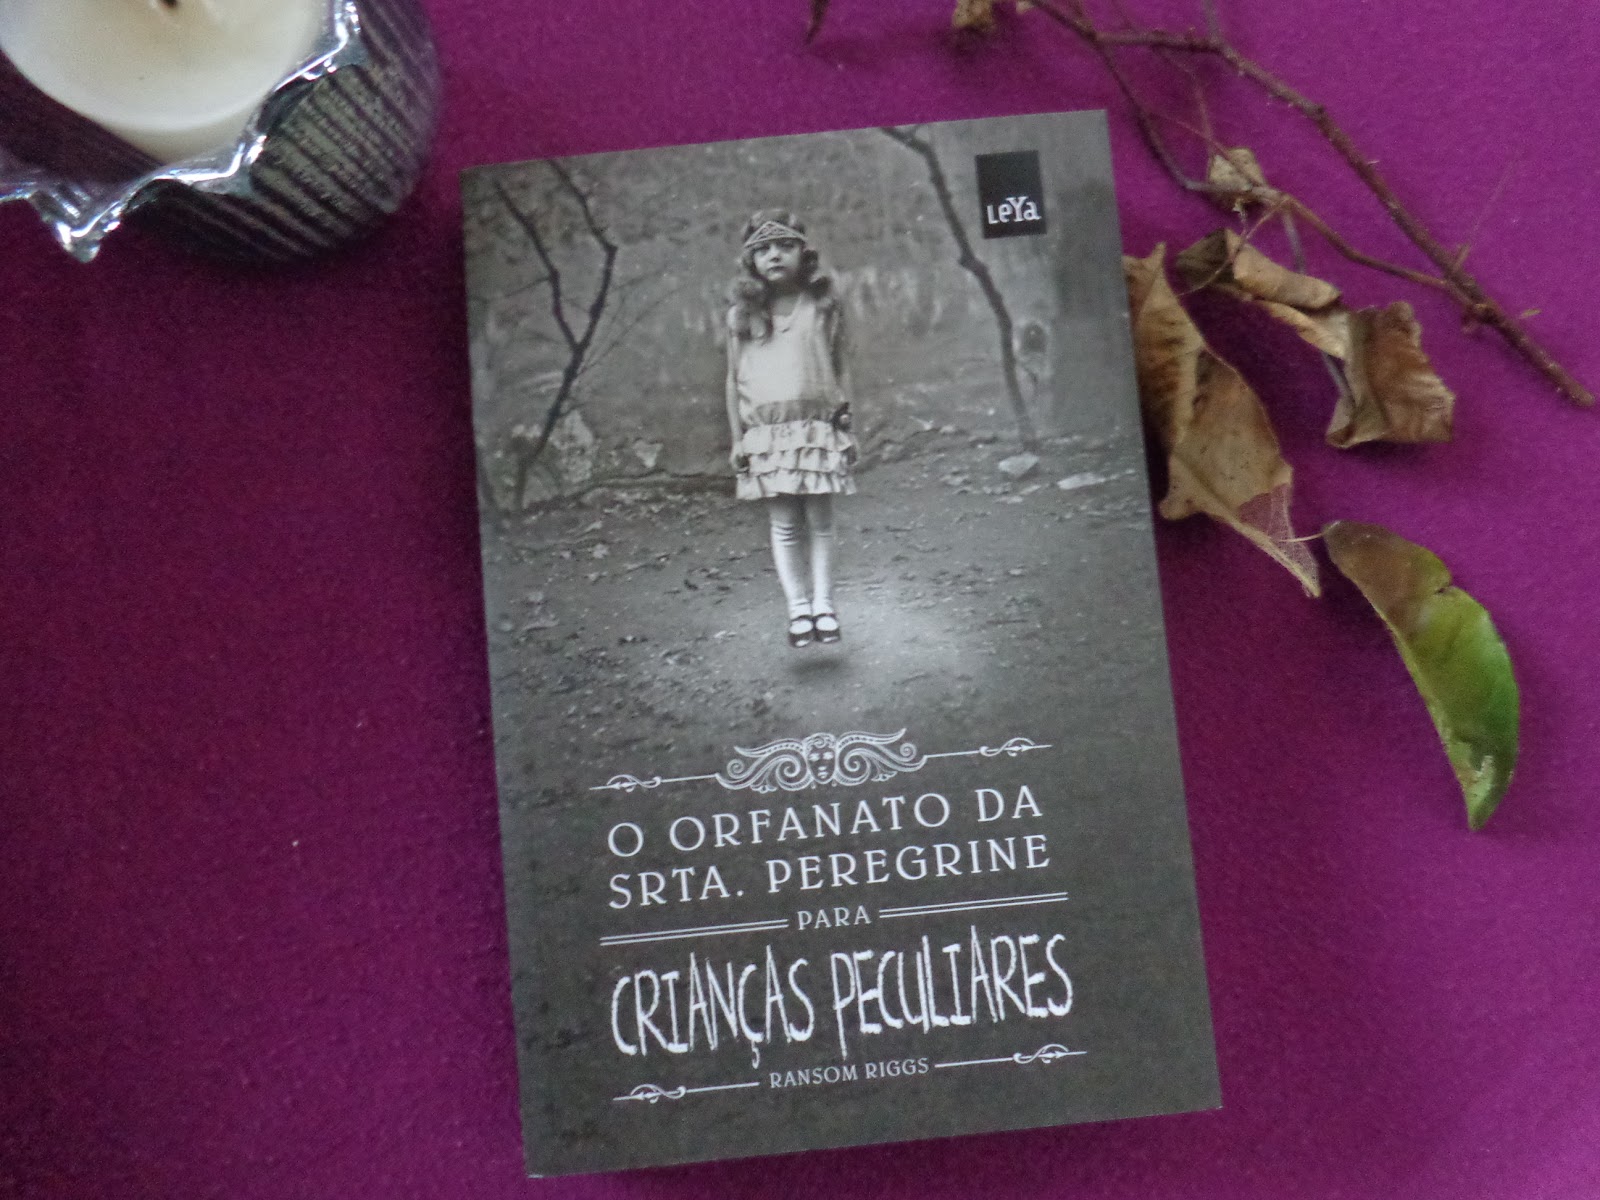 LeYa
O ORFANATO DA
SRTA. PEREGRINE
PARA
CRIANÇAS PECULIARES
RANSOM RIGGS